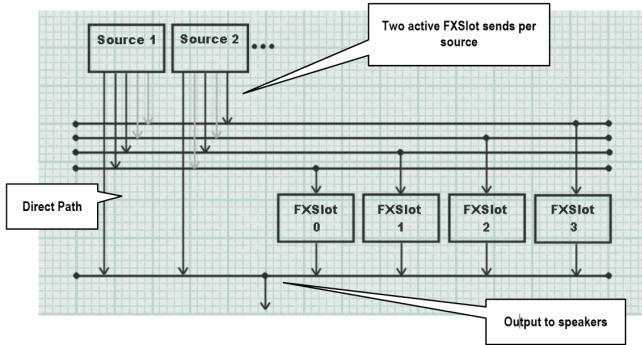 Source 1
Source 2
Two active FXSlot sends per
source
Direct Path
FXSlot
0
FXSlot
1
FXSlot
2
FXSlot
3
Output to speakers